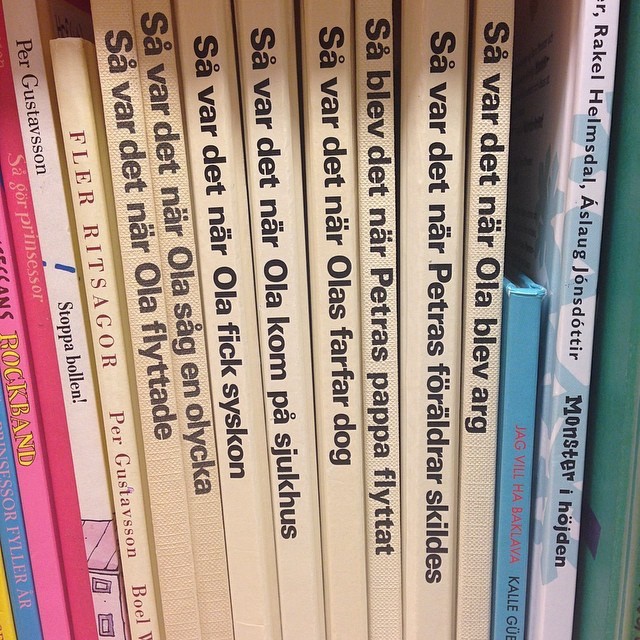 PRINSESSOR FYLLER ÅR
ROCKBAND
Så gör prinsessor
Per Gustavsson
Stoppa bollen!
FLER RITSAGOR Per Gustavsson Boel
Så var det när Ola flyttade
Så var det när Ola såg en olycka
Så var det när Ola fick syskon
Så var det när Ola kom på sjukhus
Så var det när Olas farfar dog
Så blev det när Petras pappa flyttat
Så var det när Petras föräldrar skildes
Så var det när Ola blev arg
JAG VILL HA BAKLAVA KALLE
Rakel Helmsdal, Áslaug Jónsdóttir Monster i höjden